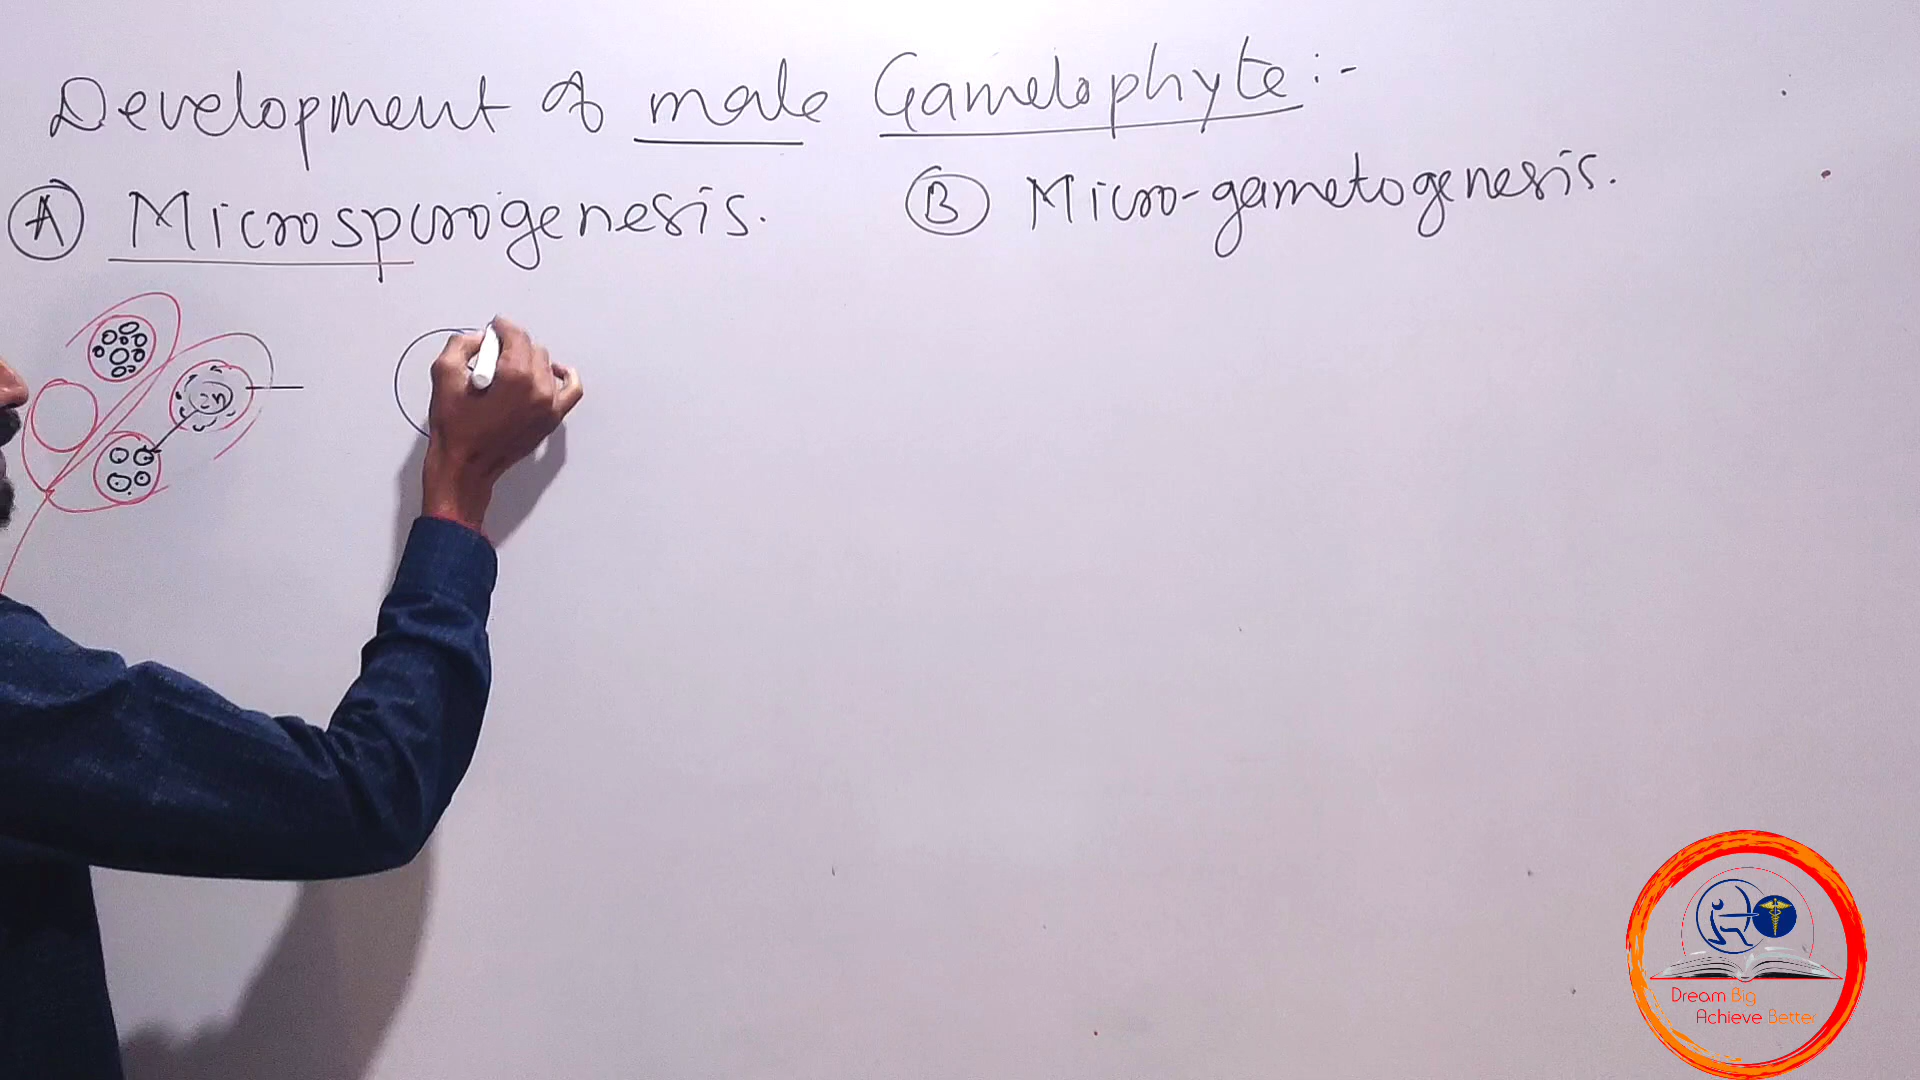 Development of male Gametophyte :-
A Microsporogenesis.
B Micro-gametogenesis.
2n
Dream Big
Achieve Better